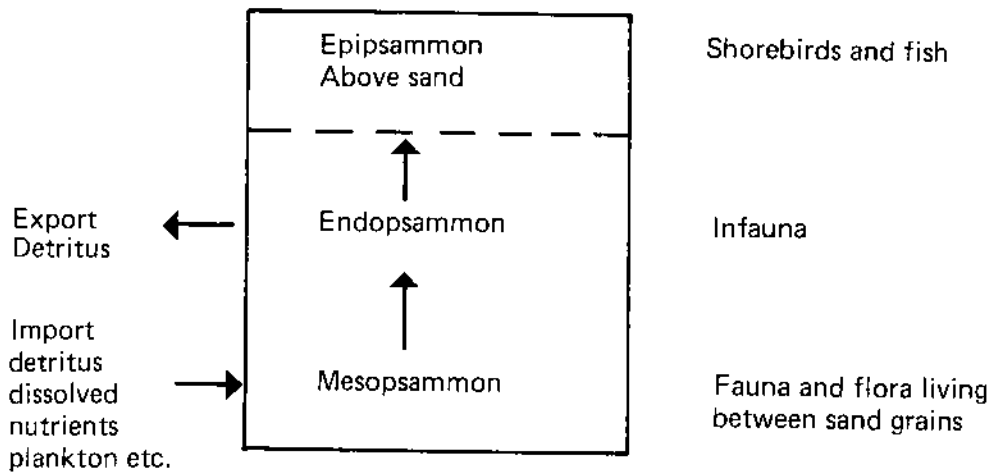 Epipsammon
Above sand
Shorebirds and fish
Export
Detritus
Endopsammon
Infauna
Import
detritus
dissolved
nutrients
plankton etc.
Mesopsammon
Fauna and flora living
between sand grains